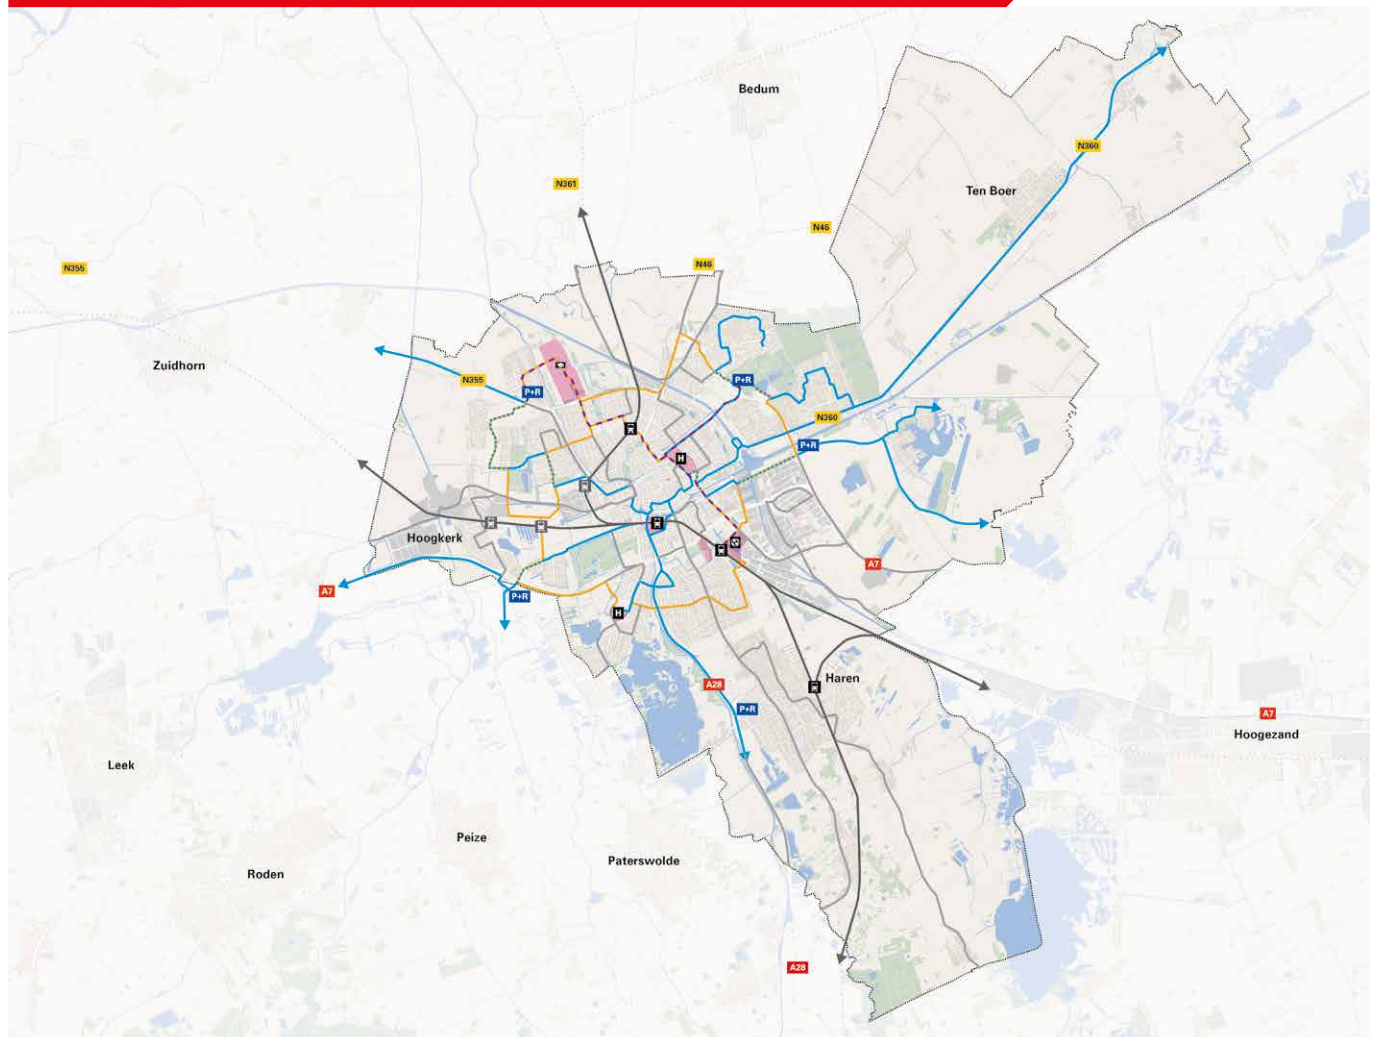 Bedum
N360
N361
Ten Boer
N46
N46
N355
Zuidhorn
N355
P+R
P+R
N360
P+R
H
Hoogkerk
A7
A7
P+R
H
Haren
A28
P+R
A7
Hoogezand
Leek
Peize
Paterswolde
Roden
A28